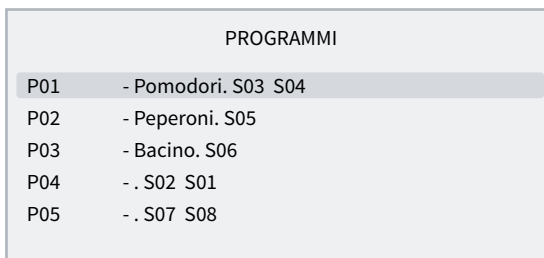 PROGRAMMI
P01 - Pomodori. S03 S04
P02 - Peperoni. S05
P03 - Bacino. S06
P04 - . S02 S01
P05 - . S07 S08